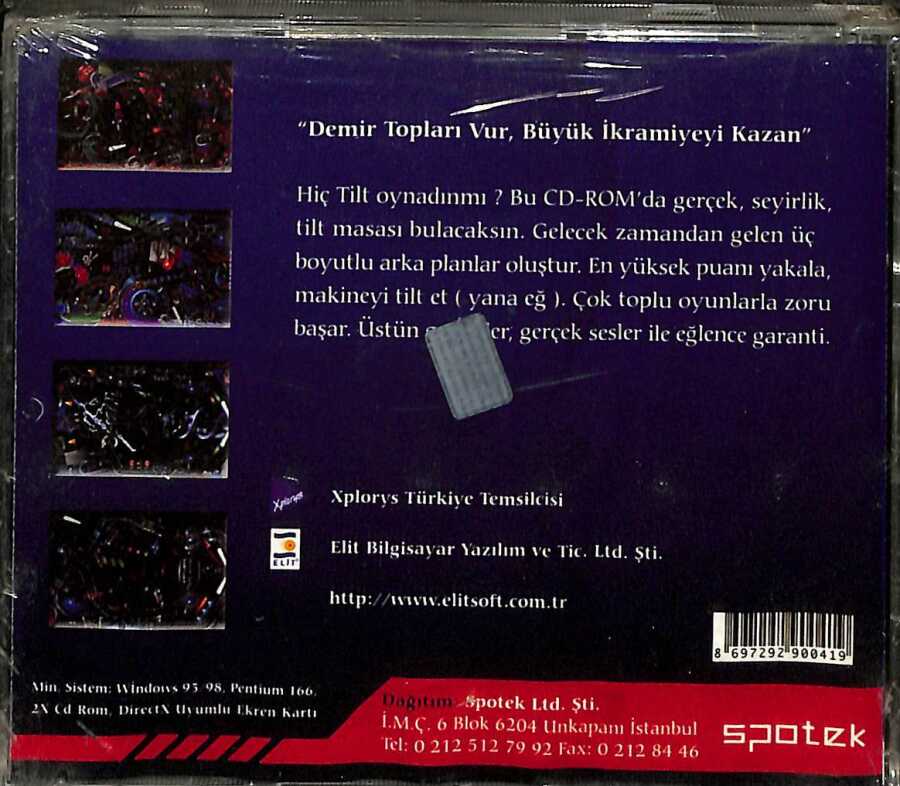 “Demir Topları Vur, Büyük İkramiyeyi Kazan”
Hiç Tilt oynadınmı ? Bu CD-ROM'da gerçek, seyirlik,
tilt masası bulacaksın. Gelecek zamandan gelen üç
boyutlu arka planlar oluştur. En yüksek puanı yakala,
makineyi tilt et ( yana eğ ). Çok toplu oyunlarla zoru
başar. Üstün gerçek sesler ile eğlence garanti.
Xplorys
Xplorys Türkiye Temsilcisi
ELIT
Elit Bilgisayar Yazılım ve Tic. Ltd. Şti.
http://www.elitsoft.com.tr
8 697292 900419
Min. Sistem: Windows 95-98, Pentium 166,
2X Cd Rom, DirectX Uyumlu Ekren Kartı
Dağıtım: Spotek Ltd. Şti.
İ.M.Ç. 6 Blok 6204 Unkapanı İstanbul
Tel: 0 212 512 79 92 Fax: 0 212 84 46
spotek